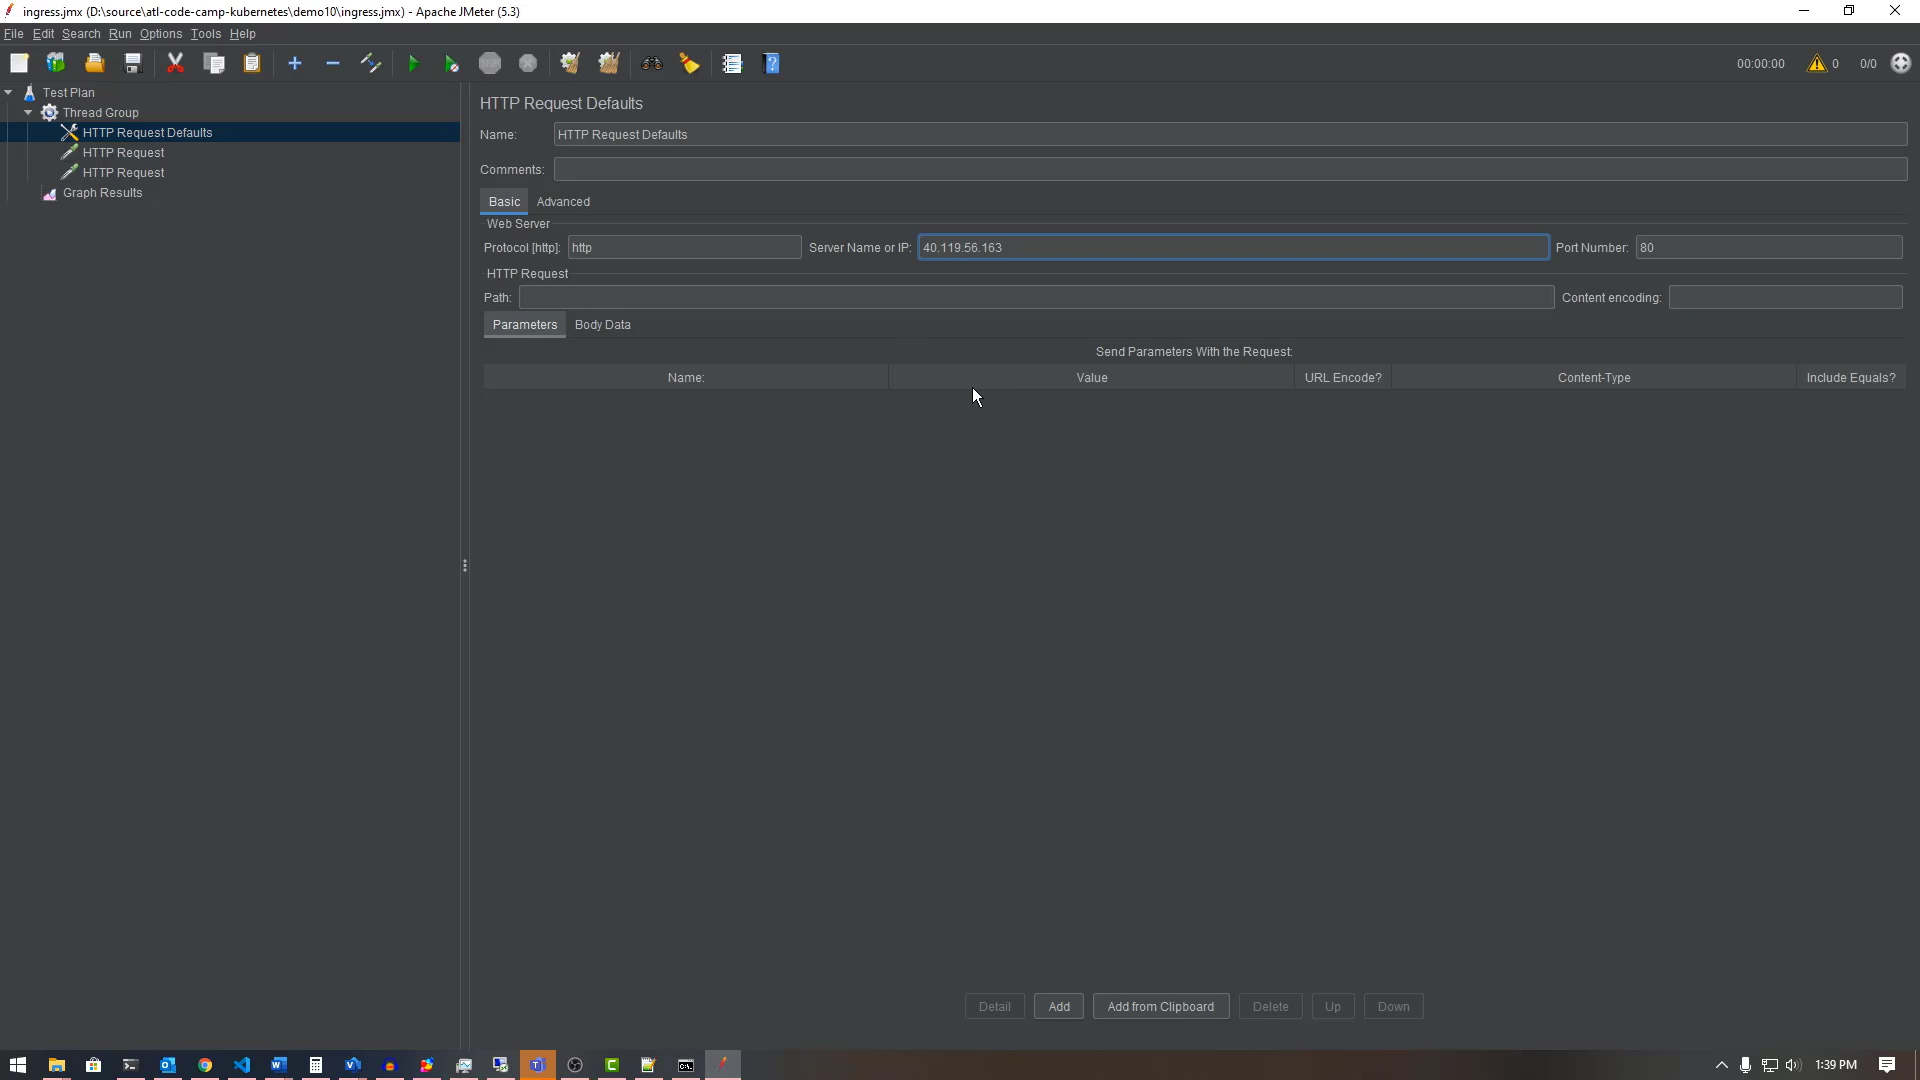 ingress.jmx (D:\source\atl-code-camp-kubernetes\demo10\ingress.jmx) - Apache JMeter (5.3)
File Edit Search Run Options Tools Help
00:00:00 0 0/0
Test Plan
Thread Group
HTTP Request Defaults
HTTP Request
HTTP Request
Graph Results
HTTP Request Defaults
Name: HTTP Request Defaults
Comments:
Basic Advanced
Web Server
Protocol [http]: http Server Name or IP: 40.119.56.163 Port Number: 80
HTTP Request
Path: Content encoding:
Parameters Body Data
Send Parameters With the Request:
Name: Value URL Encode? Content-Type Include Equals?
Detail Add Add from Clipboard Delete Up Down
1:39 PM